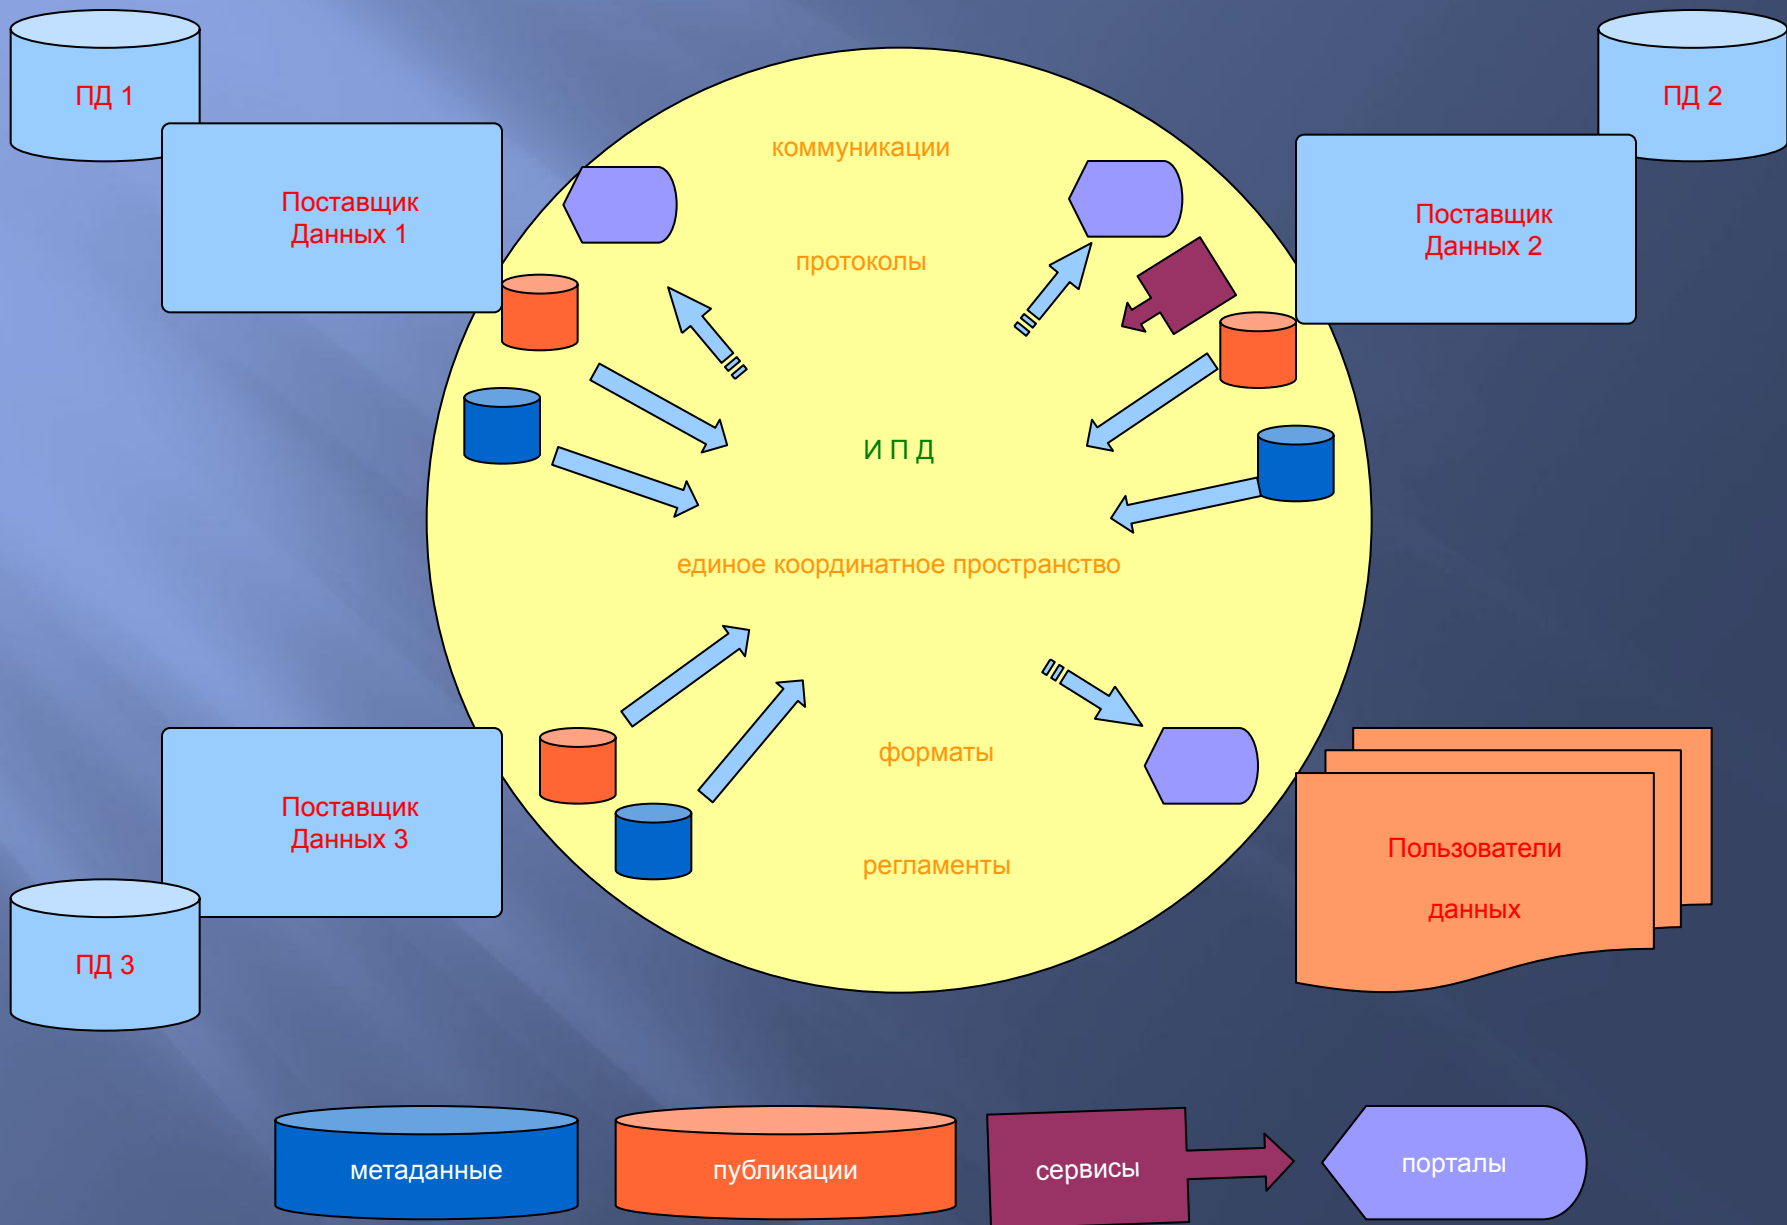 ПД 1
ПД 2
Поставщик
Данных 1
коммуникации
Поставщик
Данных 2
протоколы
И П Д
единое координатное пространство
форматы
Поставщик
Данных 3
регламенты
Пользователи
данных
ПД 3
метаданные
публикации
сервисы
порталы